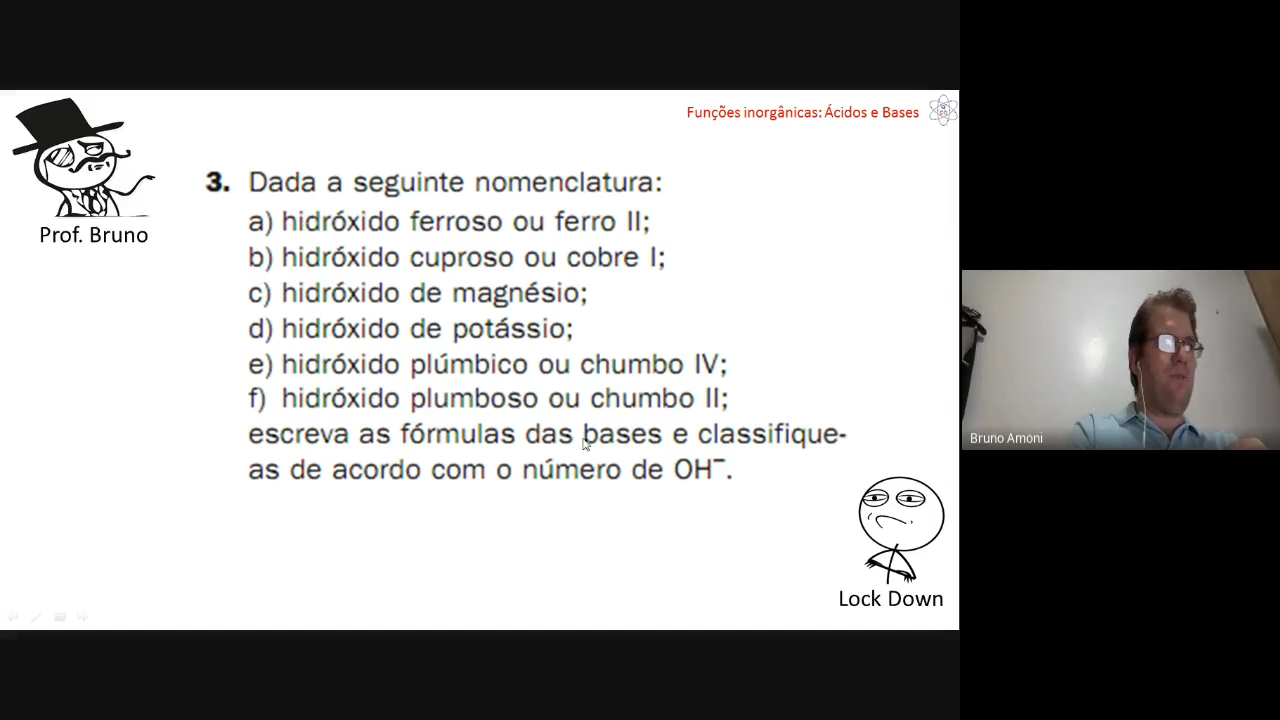 Funções inorgânicas: Ácidos e Bases
Prof. Bruno
3. Dada a seguinte nomenclatura:
a) hidróxido ferroso ou ferro II;
b) hidróxido cuproso ou cobre I;
c) hidróxido de magnésio;
d) hidróxido de potássio;
e) hidróxido plúmbico ou chumbo IV;
f) hidróxido plumboso ou chumbo II;
escreva as fórmulas das bases e classifique-
as de acordo com o número de OH⁻.
Lock Down
Bruno Amoni